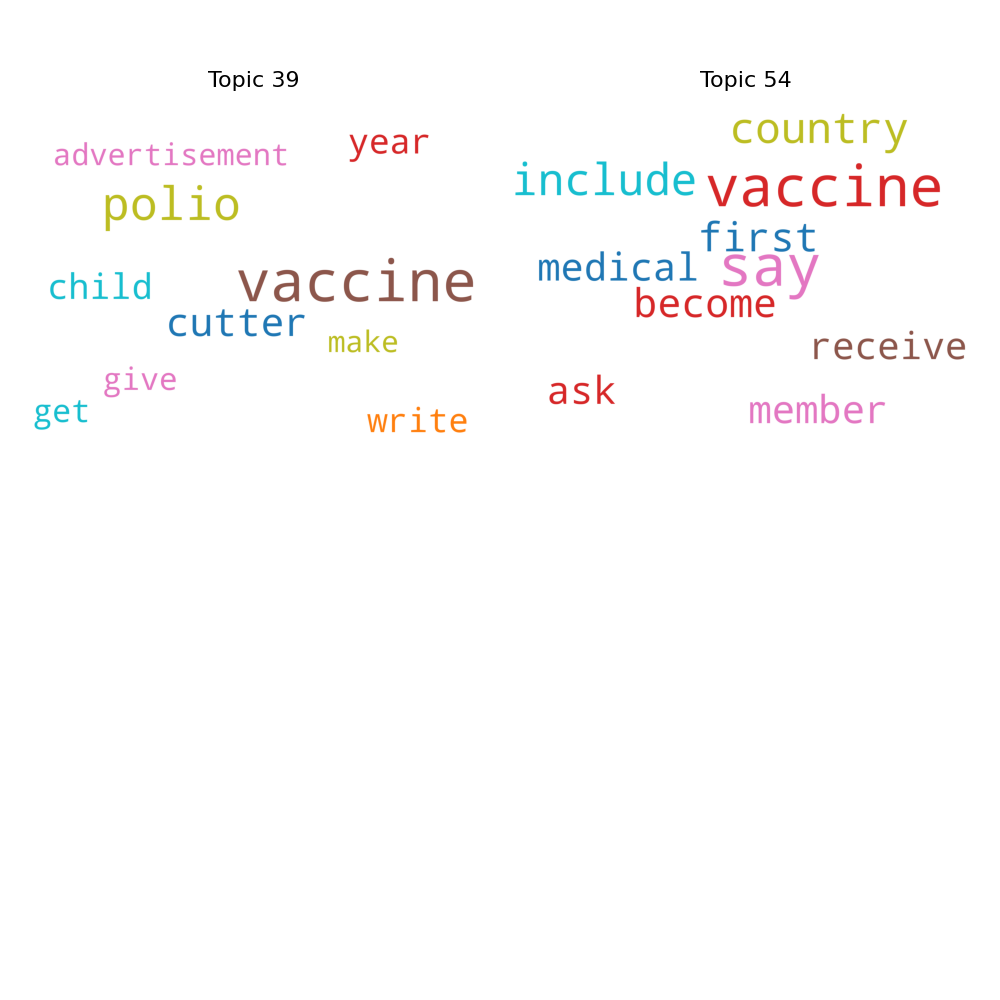 Topic 39
advertisement
year
polio
child
vaccine
cutter
make
give
get
write
Topic 54
country
include
vaccine
first
medical
say
become
receive
ask
member